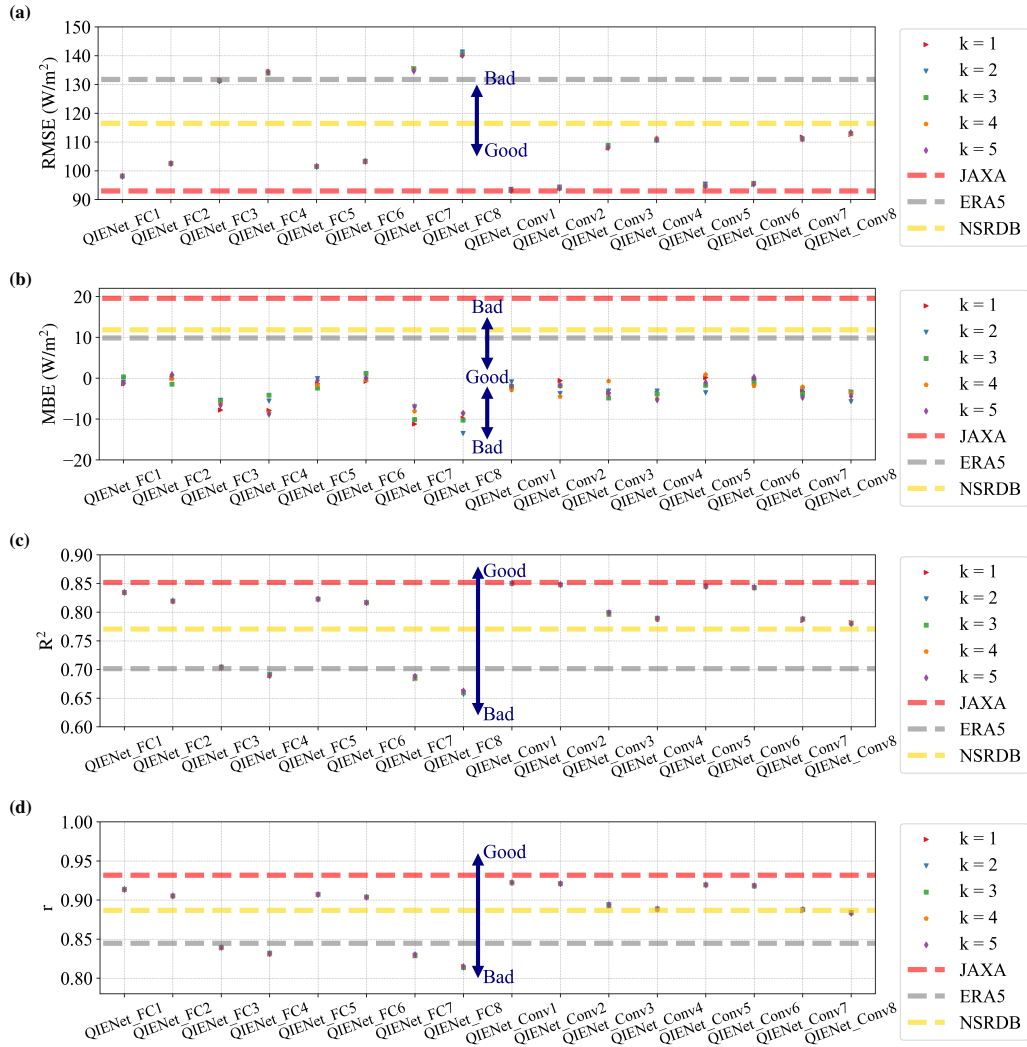 (a)
150
140
130
120
110
100
90
RMSE (W/m²)
Bad
Good
QIENet_FC1
QIENet_FC2
QIENet_FC3
QIENet_FC4
QIENet_FC5
QIENet_FC6
QIENet_FC7
QIENet_FC8
QIENet_Conv1
QIENet_Conv2
QIENet_Conv3
QIENet_Conv4
QIENet_Conv5
QIENet_Conv6
QIENet_Conv7
QIENet_Conv8
k = 1
k = 2
k = 3
k = 4
k = 5
JAXA
ERA5
NSRDB
(b)
20
10
0
−10
−20
MBE (W/m²)
Bad
Good
Bad
QIENet_FC1
QIENet_FC2
QIENet_FC3
QIENet_FC4
QIENet_FC5
QIENet_FC6
QIENet_FC7
QIENet_FC8
QIENet_Conv1
QIENet_Conv2
QIENet_Conv3
QIENet_Conv4
QIENet_Conv5
QIENet_Conv6
QIENet_Conv7
QIENet_Conv8
k = 1
k = 2
k = 3
k = 4
k = 5
JAXA
ERA5
NSRDB
(c)
0.90
0.85
0.80
0.75
0.70
0.65
0.60
R²
Good
Bad
QIENet_FC1
QIENet_FC2
QIENet_FC3
QIENet_FC4
QIENet_FC5
QIENet_FC6
QIENet_FC7
QIENet_FC8
QIENet_Conv1
QIENet_Conv2
QIENet_Conv3
QIENet_Conv4
QIENet_Conv5
QIENet_Conv6
QIENet_Conv7
QIENet_Conv8
k = 1
k = 2
k = 3
k = 4
k = 5
JAXA
ERA5
NSRDB
(d)
1.00
0.95
0.90
0.85
0.80
r
Good
Bad
QIENet_FC1
QIENet_FC2
QIENet_FC3
QIENet_FC4
QIENet_FC5
QIENet_FC6
QIENet_FC7
QIENet_FC8
QIENet_Conv1
QIENet_Conv2
QIENet_Conv3
QIENet_Conv4
QIENet_Conv5
QIENet_Conv6
QIENet_Conv7
QIENet_Conv8
k = 1
k = 2
k = 3
k = 4
k = 5
JAXA
ERA5
NSRDB